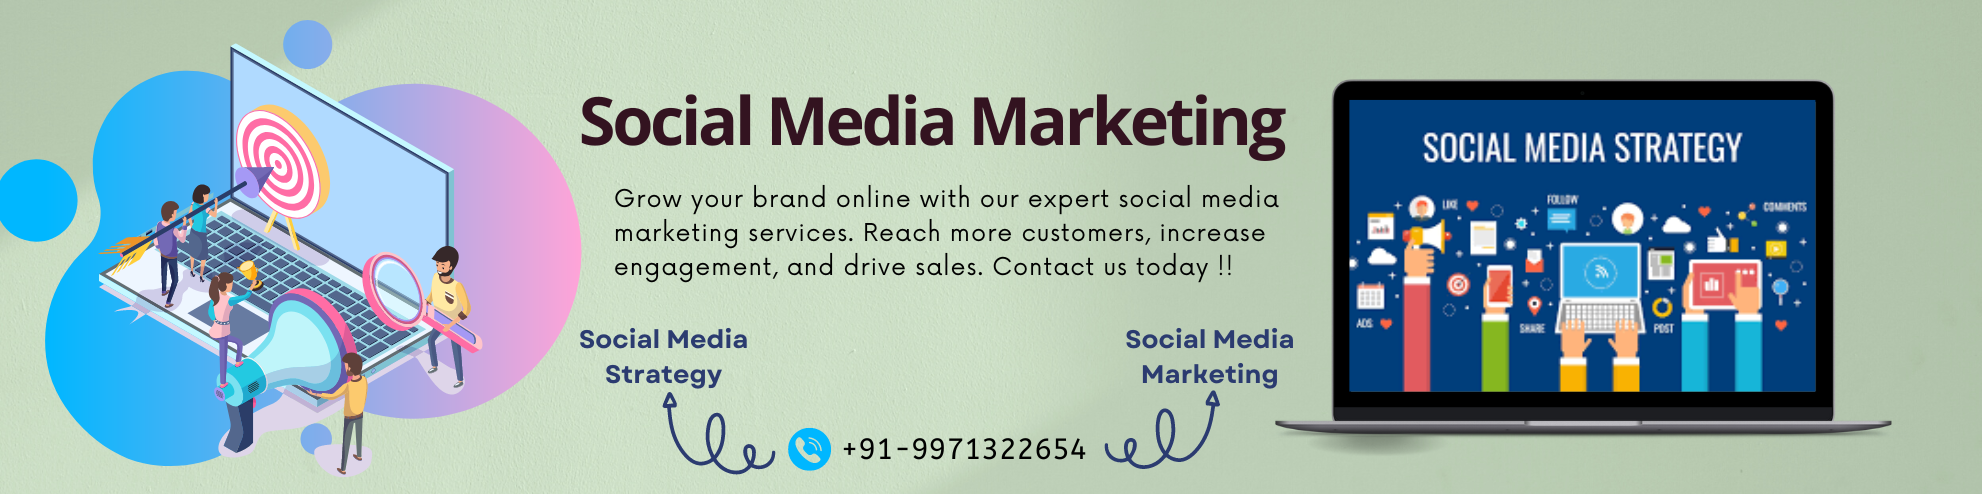 Social Media Marketing
Grow your brand online with our expert social media
marketing services. Reach more customers, increase
engagement, and drive sales. Contact us today !!
Social Media
Strategy
Social Media
Marketing
+91-9971322654
SOCIAL MEDIA STRATEGY
LIKE
FOLLOW
COMMENTS
ADS
SHARE
POST